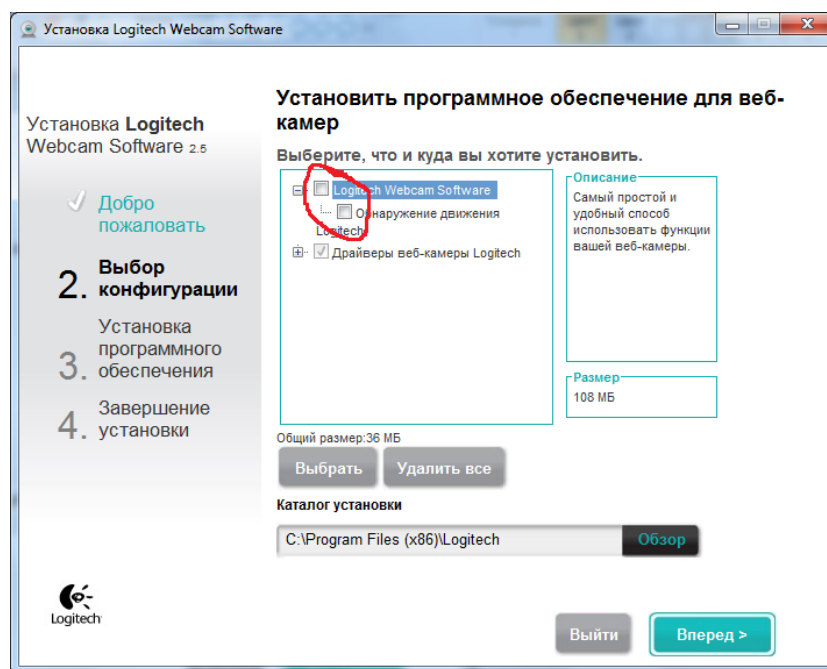 Установка Logitech Webcam Software
Установка Logitech
Webcam Software 2.5
Добро
пожаловать
2. Выбор
конфигурации
3. Установка
программного
обеспечения
4. Завершение
установки
Logitech
Установить программное обеспечение для веб-
камер
Выберите, что и куда вы хотите установить.
Logitech Webcam Software
Обнаружение движения
Logitech
Драйверы веб-камеры Logitech
Описание
Самый простой и
удобный способ
использовать функции
вашей веб-камеры.
Размер
108 МБ
Общий размер:36 МБ
Выбрать
Удалить все
Каталог установки
C:\Program Files (x86)\Logitech
Обзор
Выйти
Вперед >